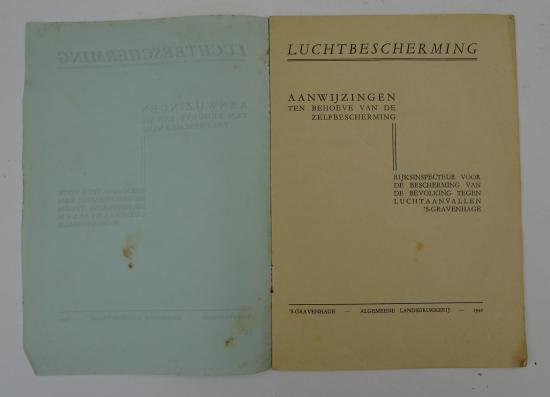 LUCHTBESCHERMING
AANWIJZINGEN
TEN BEHOEVE VAN DE
ZELFBESCHERMING
RIJKSINSPECTEUR VOOR
DE BESCHERMING VAN
DE BEVOLKING TEGEN
LUCHTAANVALLEN
'S-GRAVENHAGE
'S-GRAVENHAGE — ALGEMEENE LANDSDRUKKERIJ —